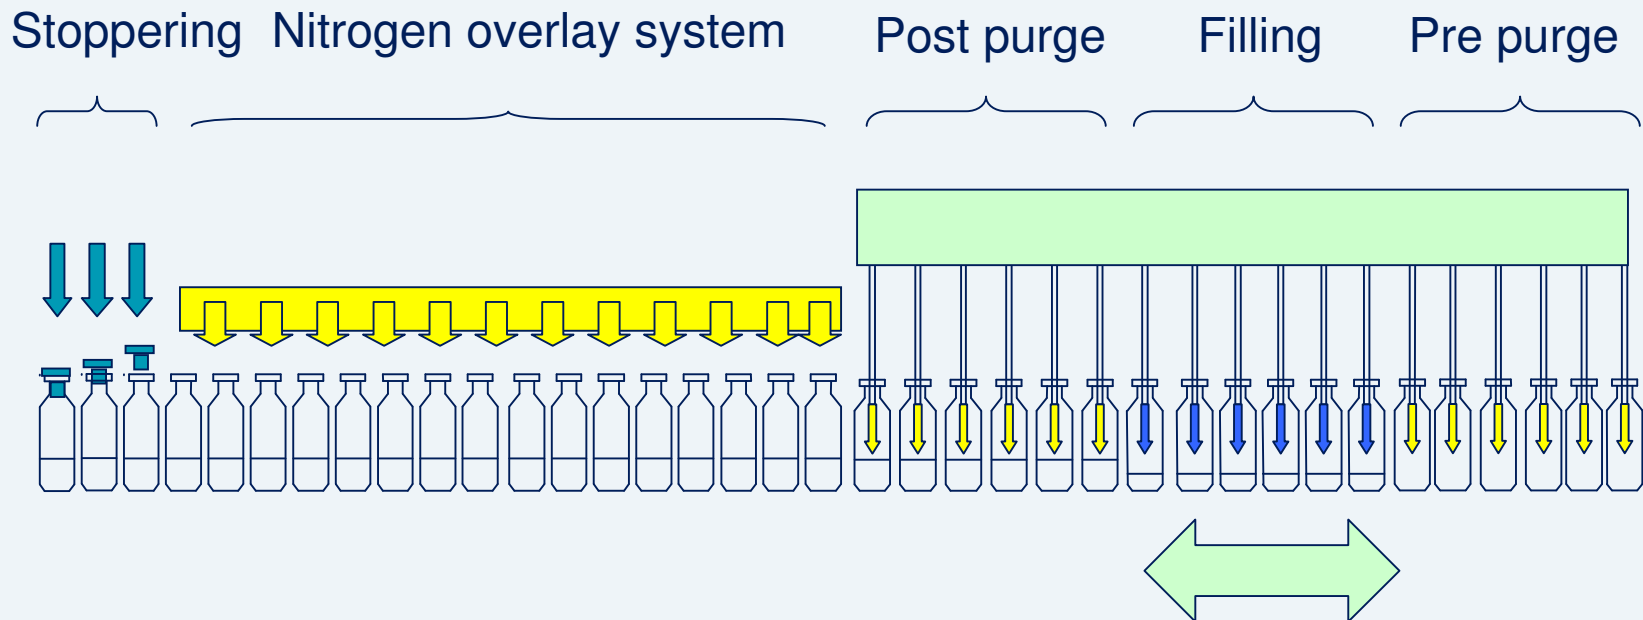 Stoppering
Nitrogen overlay system
Post purge
Filling
Pre purge